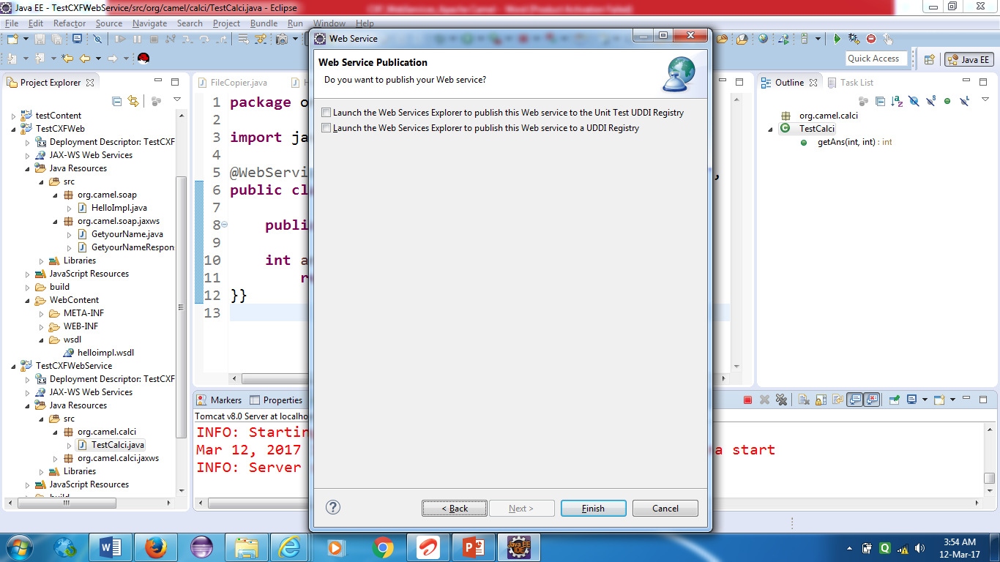 Java EE - TestCXFWebService/src/org/camel/calci/TestCalci.java - Eclipse
File Edit Refactor Source Navigate Search Project Bundle Run Window Help
Quick Access
Java EE
Project Explorer
testContent
TestCXFWeb
Deployment Descriptor: TestCXF
JAX-WS Web Services
Java Resources
src
org.camel.soap
HelloImpl.java
org.camel.soap.jaxws
GetyourName.java
GetyourNameRespon
Libraries
JavaScript Resources
build
WebContent
META-INF
WEB-INF
wsdl
helloimpl.wsdl
TestCXFWebService
Deployment Descriptor: TestCXF
JAX-WS Web Services
Java Resources
src
org.camel.calci
TestCalci.java
org.camel.calci.jaxws
Libraries
JavaScript Resources
FileCopier.java
1 package o
2
3 import ja
4
5 @WebServi
6 public cl
7
8 publi
9
10 int a
11 r
12 }}
13
Web Service
Web Service Publication
Do you want to publish your Web service?
Launch the Web Services Explorer to publish this Web service to the Unit Test UDDI Registry
Launch the Web Services Explorer to publish this Web service to a UDDI Registry
< Back Next > Finish Cancel
Outline Task List
org.camel.calci
TestCalci
getAns(int, int) : int
Markers Properties
Tomcat v8.0 Server at localho
INFO: Startin
Mar 12, 2017 a start
INFO: Server
3:54 AM
12-Mar-17